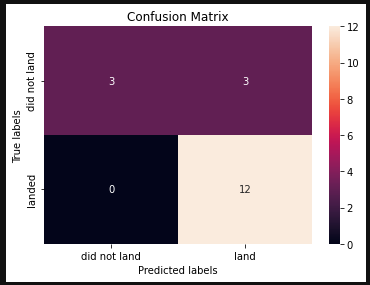 Confusion Matrix
True labels
did not land
landed
3 3
0 12
did not land land
Predicted labels
12
10
8
6
4
2
0